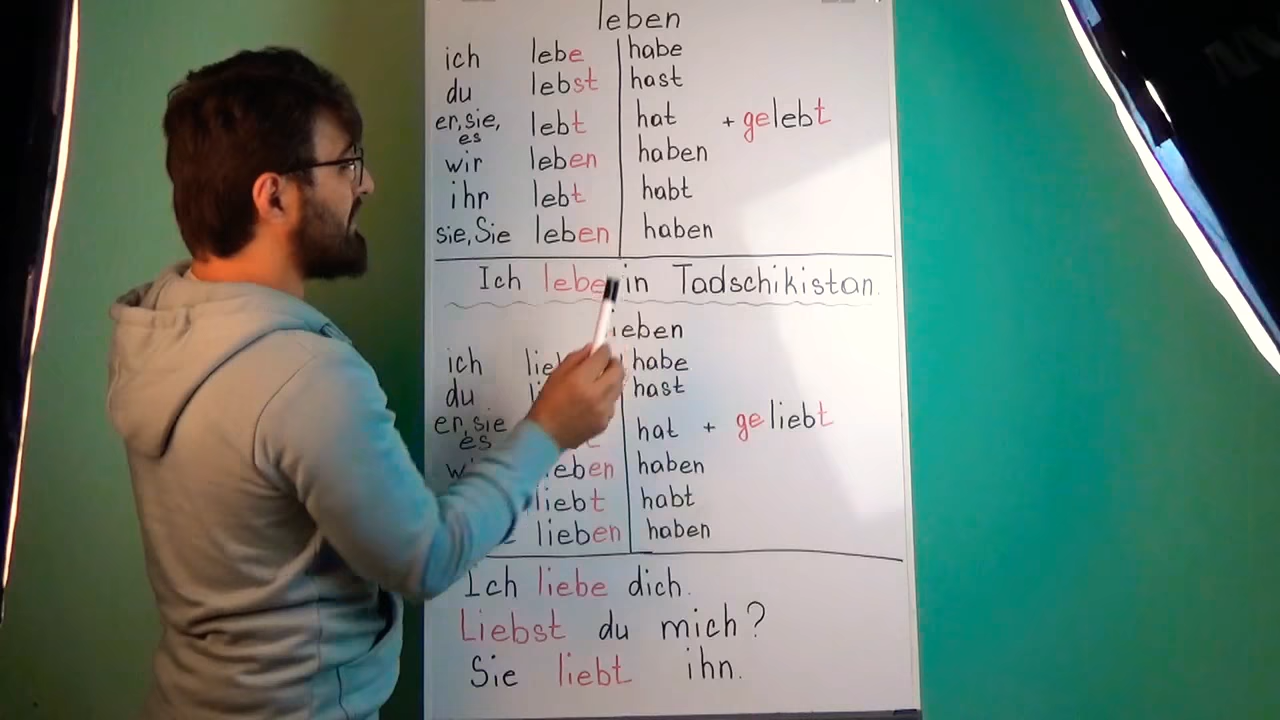 leben
ich lebe habe
du lebst hast
er, sie, es lebt hat + gelebt
wir leben haben
ihr lebt habt
sie, Sie leben haben
Ich lebe in Tadschikistan.
ieben
ich habe
du hast
er, sie es hat + geliebt
lieben haben
liebt habt
lieben haben
Ich liebe dich.
Liebst du mich?
Sie liebt ihn.